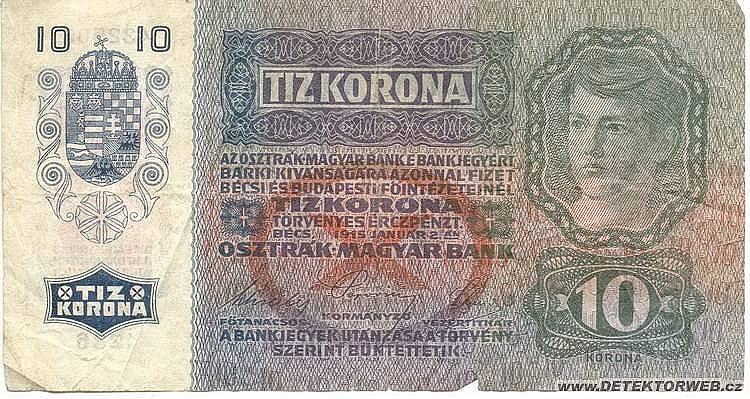 10 10
TIZ KORONA
AZ OSZTRÁK-MAGYAR BANK E BANKJEGYÉRT
BÁRKI KIVÁNSÁGÁRA AZONNAL FIZET
BÉCSI ÉS BUDAPESTI FŐINTÉZETEINÉL
TIZ KORONA
TÖRVÉNYES ÉRCZPÉNZT.
BÉCS, 1915 JANUÁR 2-ÁN
OSZTRÁK-MAGYAR BANK
FŐTANÁCSOS KORMÁNYZÓ VEZÉRTITKÁR
A BANKJEGYEK UTÁNZÁSA A TÖRVÉNY
SZERINT BÜNTETTETIK.
TIZ
KORONA
10
KORONA
www.DETEKTORWEB.cz